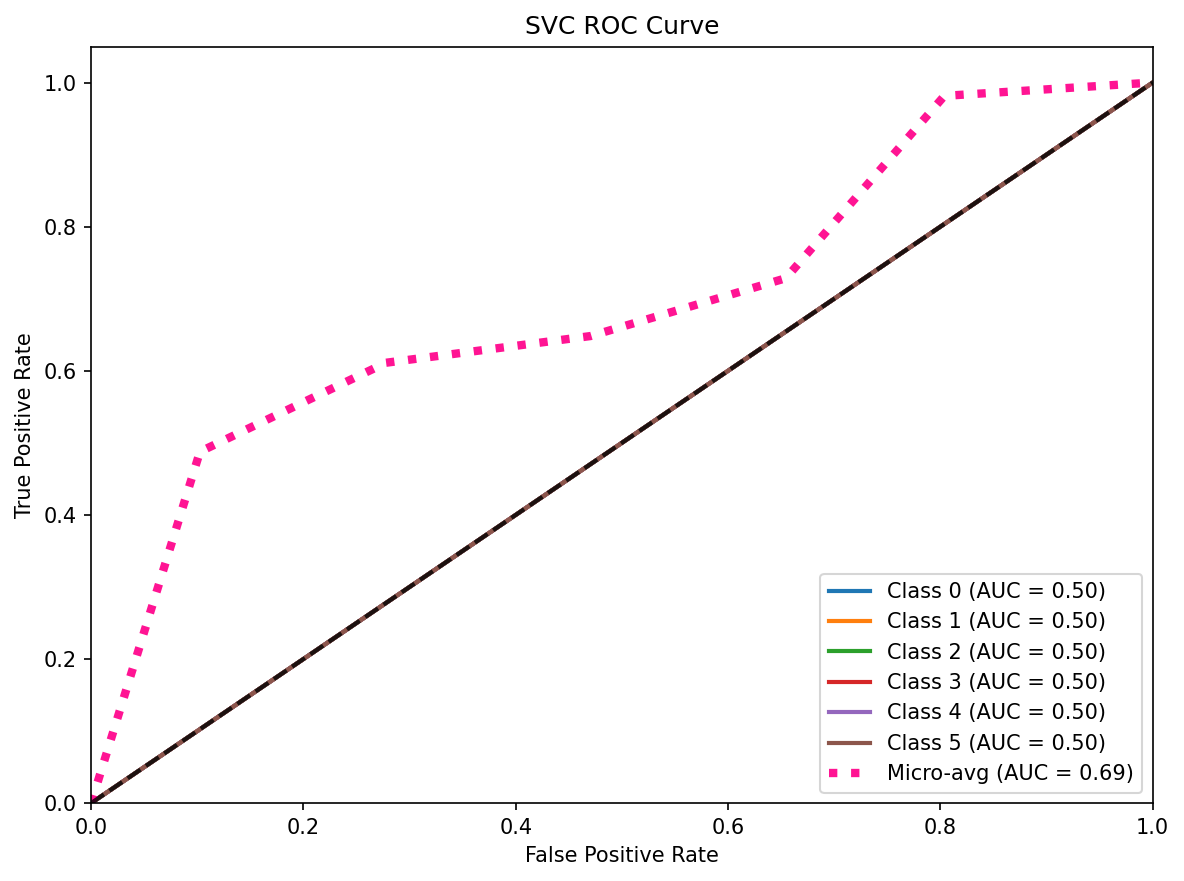 SVC ROC Curve
True Positive Rate
1.0
0.8
0.6
0.4
0.2
0.0
0.0 0.2 0.4 0.6 0.8 1.0
False Positive Rate
Class 0 (AUC = 0.50)
Class 1 (AUC = 0.50)
Class 2 (AUC = 0.50)
Class 3 (AUC = 0.50)
Class 4 (AUC = 0.50)
Class 5 (AUC = 0.50)
Micro-avg (AUC = 0.69)